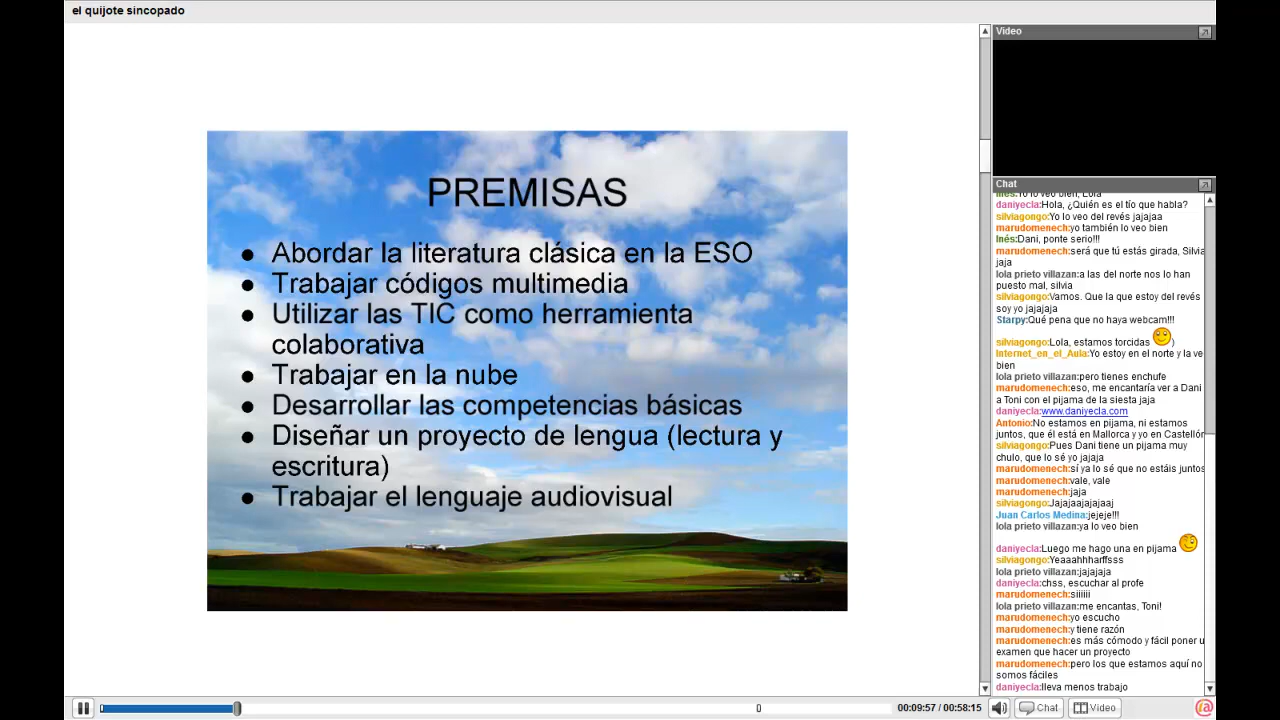 el quijote sincopado
PREMISAS
● Abordar la literatura clásica en la ESO
● Trabajar códigos multimedia
● Utilizar las TIC como herramienta
colaborativa
● Trabajar en la nube
● Desarrollar las competencias básicas
● Diseñar un proyecto de lengua (lectura y
escritura)
● Trabajar el lenguaje audiovisual
Video
Chat
Inés:Yo lo veo bien, Lola
daniyecla:Hola, ¿Quién es el tío que habla?
silviagongo:Yo lo veo del revés jajajaa
marudomenech:yo también lo veo bien
Inés:Dani, ponte serio!!!
marudomenech:será que tú estás girada, Silvia
jaja
lola prieto villazan:a las del norte nos lo han
puesto mal, silvia
silviagongo:Vamos. Que la que estoy del revés
soy yo jajajaja
Starpy:Qué pena que no haya webcam!!!
silviagongo:Lola, estamos torcidas )
Internet_en_el_Aula:Yo estoy en el norte y la ve
bien
lola prieto villazan:pero tienes enchufe
marudomenech:eso, me encantaría ver a Dani
a Toni con el pijama de la siesta jaja
daniyecla:www.daniyecla.com
Antonio:No estamos en pijama, ni estamos
juntos, que él está en Mallorca y yo en Castellón
silviagongo:Pues Dani tiene un pijama muy
chulo, que lo sé yo jajaja
marudomenech:sí ya lo sé que no estáis juntos
marudomenech:vale, vale
marudomenech:jaja
silviagongo:Jajajaajajajaaj
Juan Carlos Medina:jejeje!!!
lola prieto villazan:ya lo veo bien
daniyecla:Luego me hago una en pijama
silviagongo:Yeaaahhharffsss
lola prieto villazan:jajajaja
daniyecla:chss, escuchar al profe
marudomenech:siiiiii
lola prieto villazan:me encantas, Toni!
marudomenech:yo escucho
marudomenech:y tiene razón
marudomenech:es más cómodo y fácil poner u
examen que hacer un proyecto
marudomenech:pero los que estamos aquí no
somos fáciles
daniyecla:lleva menos trabajo
00:09:57 / 00:58:15
Chat
Video